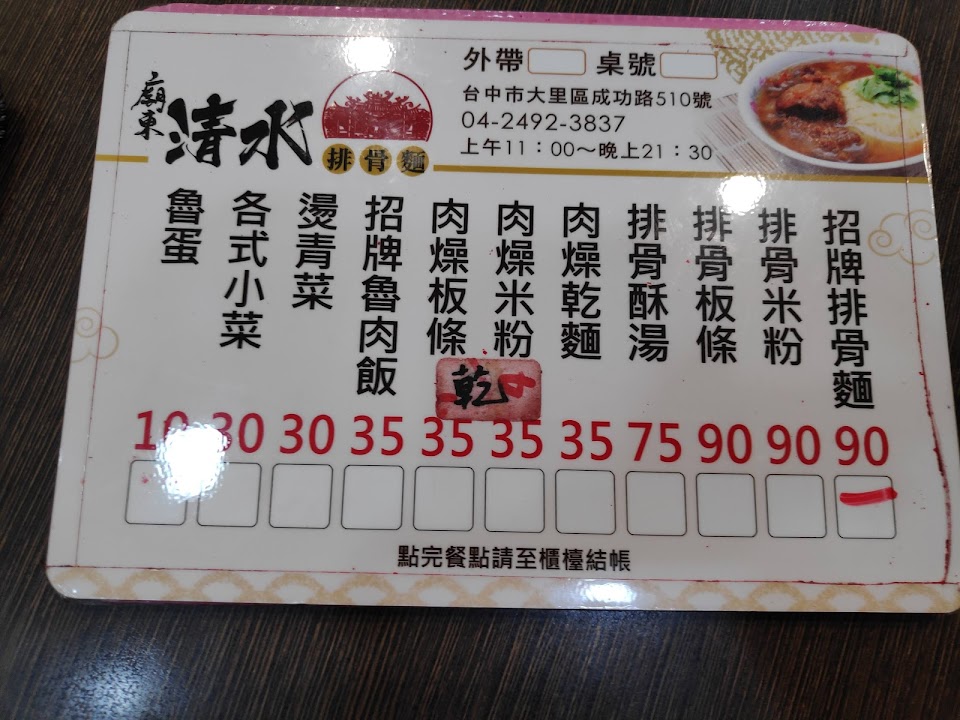 外帶 桌號
廟東
清水
排骨麵
台中市大里區成功路510號
04-2492-3837
上午11：00～晚上21：30
招牌排骨麵 90
排骨米粉 90
排骨板條 90
排骨酥湯 75
肉燥乾麵 35
肉燥米粉 35
肉燥板條 35
乾
招牌魯肉飯 35
燙青菜 30
各式小菜 30
魯蛋 10
點完餐點請至櫃檯結帳